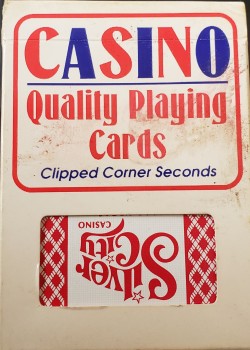 CASINO
Quality Playing
Cards
Clipped Corner Seconds
Silver
City
CASINO